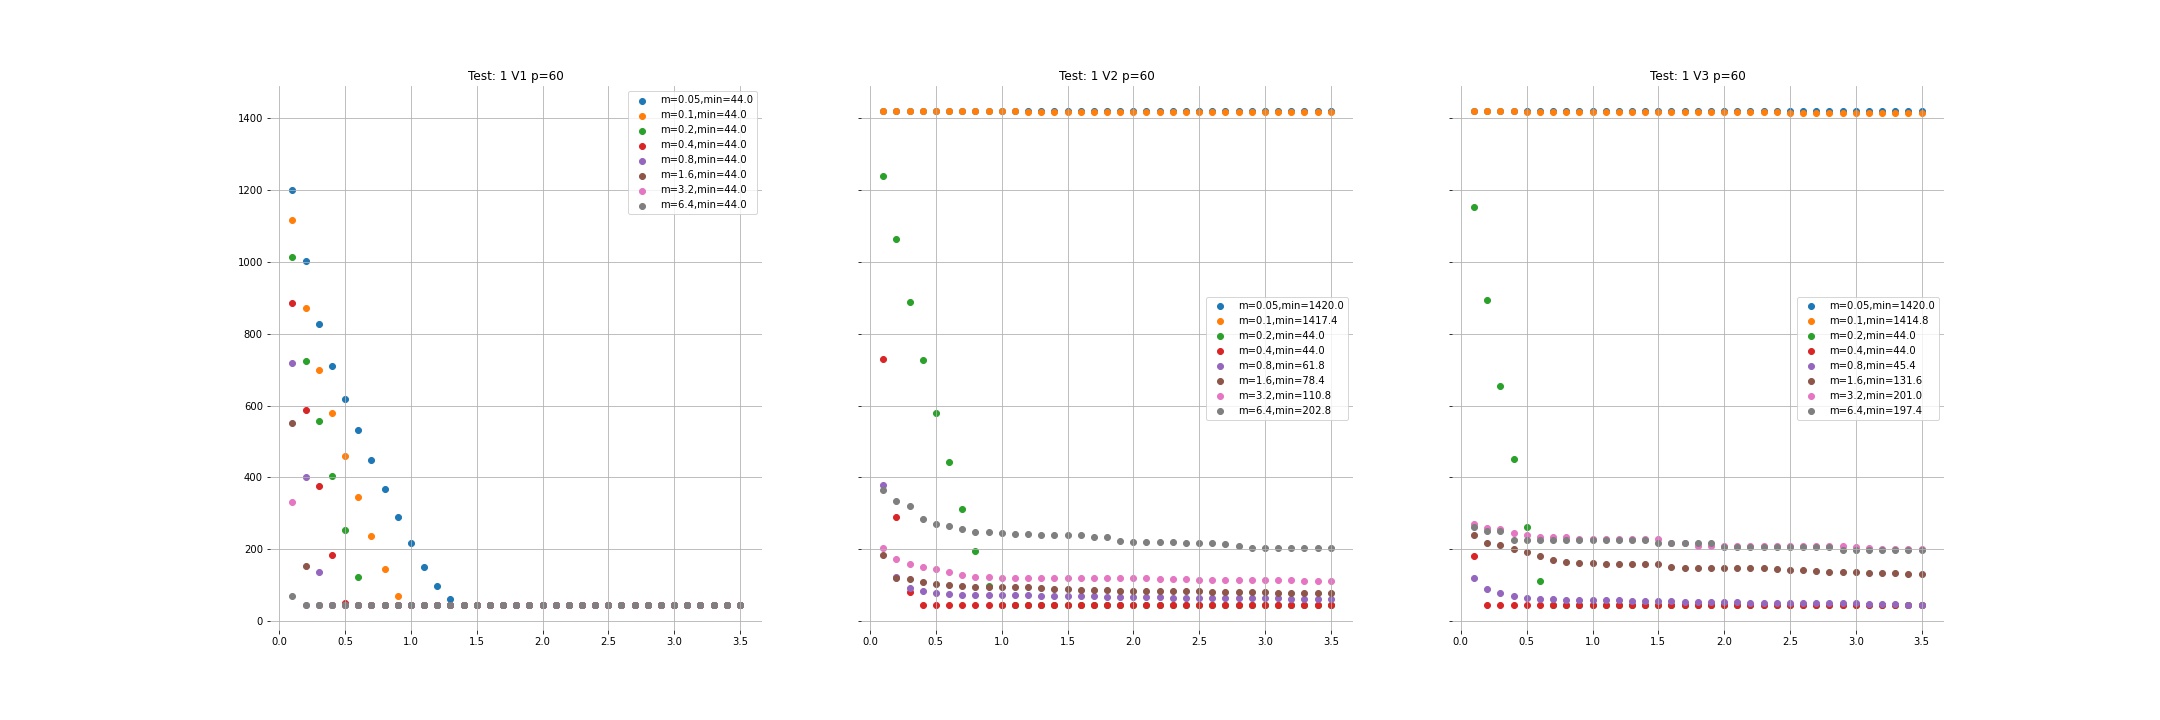 Test: 1 V1 p=60
1400
1200
1000
800
600
400
200
0
0.0 0.5 1.0 1.5 2.0 2.5 3.0 3.5
m=0.05,min=44.0
m=0.1,min=44.0
m=0.2,min=44.0
m=0.4,min=44.0
m=0.8,min=44.0
m=1.6,min=44.0
m=3.2,min=44.0
m=6.4,min=44.0
Test: 1 V2 p=60
m=0.05,min=1420.0
m=0.1,min=1417.4
m=0.2,min=44.0
m=0.4,min=44.0
m=0.8,min=61.8
m=1.6,min=78.4
m=3.2,min=110.8
m=6.4,min=202.8
0.0 0.5 1.0 1.5 2.0 2.5 3.0 3.5
Test: 1 V3 p=60
m=0.05,min=1420.0
m=0.1,min=1414.8
m=0.2,min=44.0
m=0.4,min=44.0
m=0.8,min=45.4
m=1.6,min=131.6
m=3.2,min=201.0
m=6.4,min=197.4
0.0 0.5 1.0 1.5 2.0 2.5 3.0 3.5